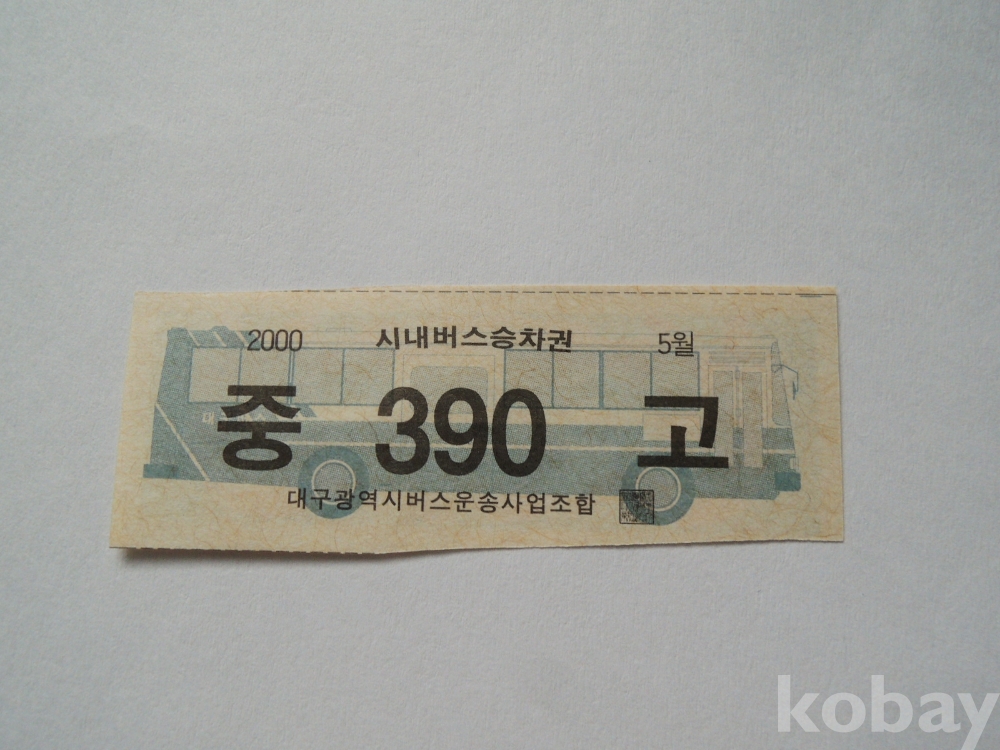 2000 시내버스승차권 5월
중 390 고
대구광역시버스운송사업조합
kobay